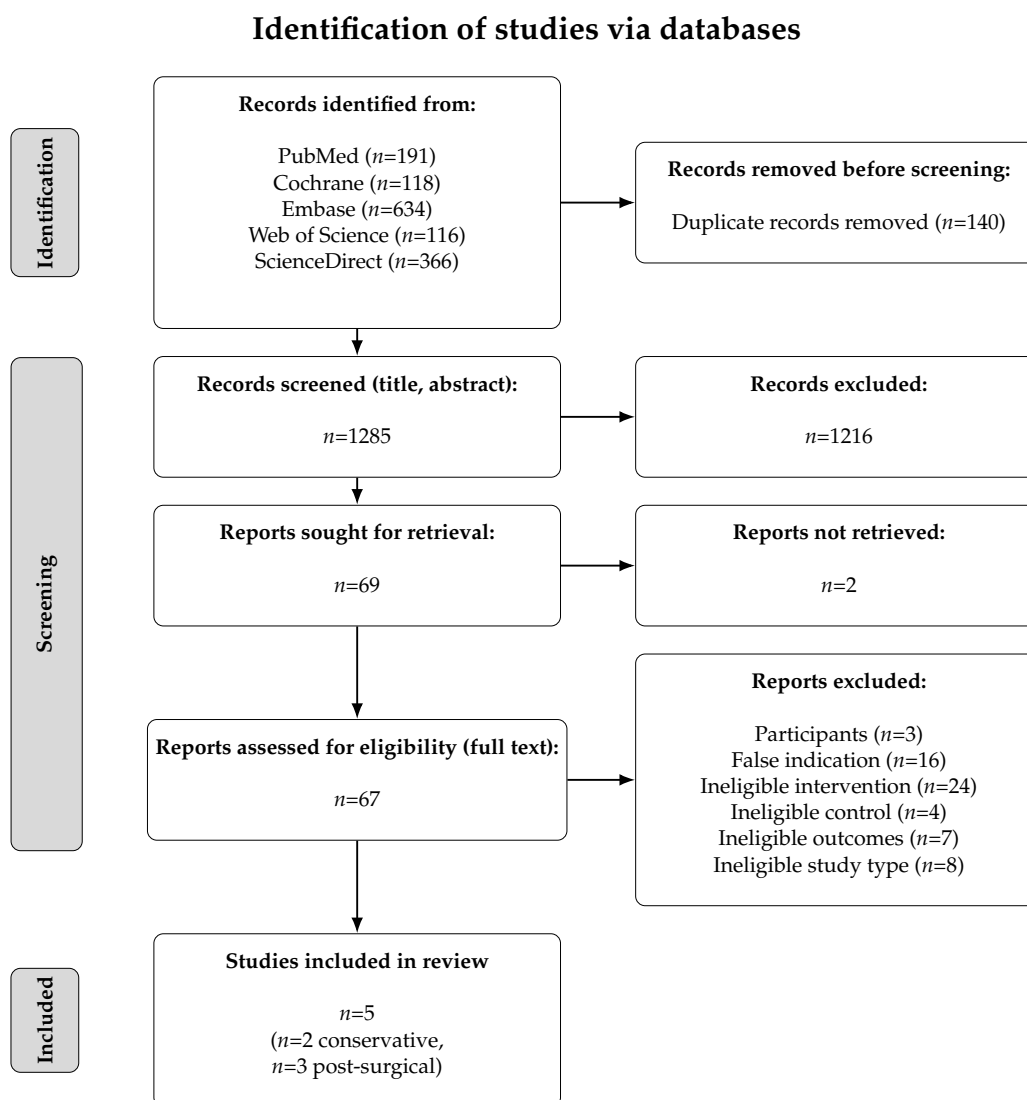 Identification of studies via databases
Identification
Records identified from:
PubMed (n=191)
Cochrane (n=118)
Embase (n=634)
Web of Science (n=116)
ScienceDirect (n=366)
Records removed before screening:
Duplicate records removed (n=140)
Screening
Records screened (title, abstract):
n=1285
Records excluded:
n=1216
Reports sought for retrieval:
n=69
Reports not retrieved:
n=2
Reports assessed for eligibility (full text):
n=67
Reports excluded:
Participants (n=3)
False indication (n=16)
Ineligible intervention (n=24)
Ineligible control (n=4)
Ineligible outcomes (n=7)
Ineligible study type (n=8)
Included
Studies included in review
n=5
(n=2 conservative,
n=3 post-surgical)